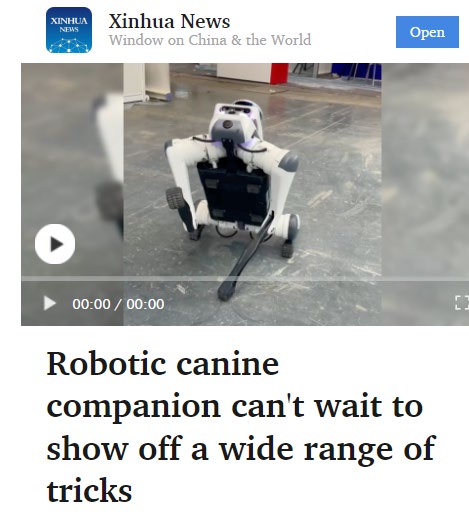 XINHUA
NEWS
Xinhua News
Window on China & the World
Open
00:00 / 00:00
Robotic canine
companion can't wait to
show off a wide range of
tricks